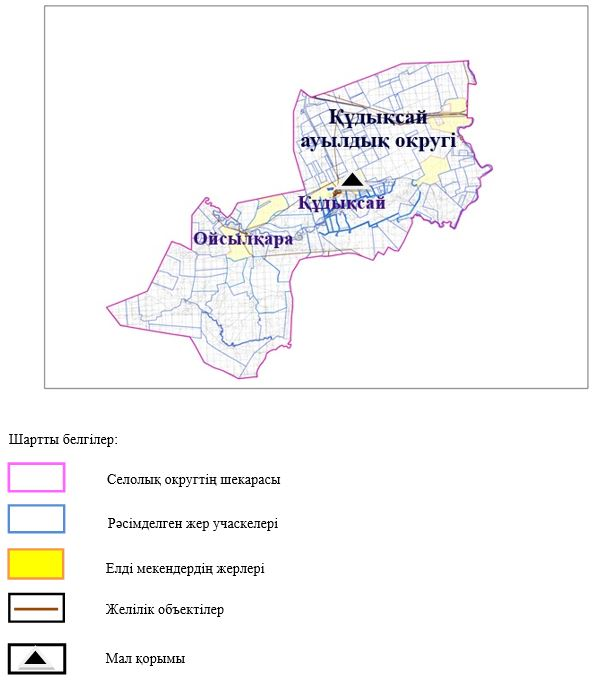 Құдықсай
ауылдық округі
Құдықсай
Ойсылқара
Шартты белгілер:
Селолық округтің шекарасы
Рәсімделген жер учаскелері
Елді мекендердің жерлері
Желілік объектілер
Мал қорымы